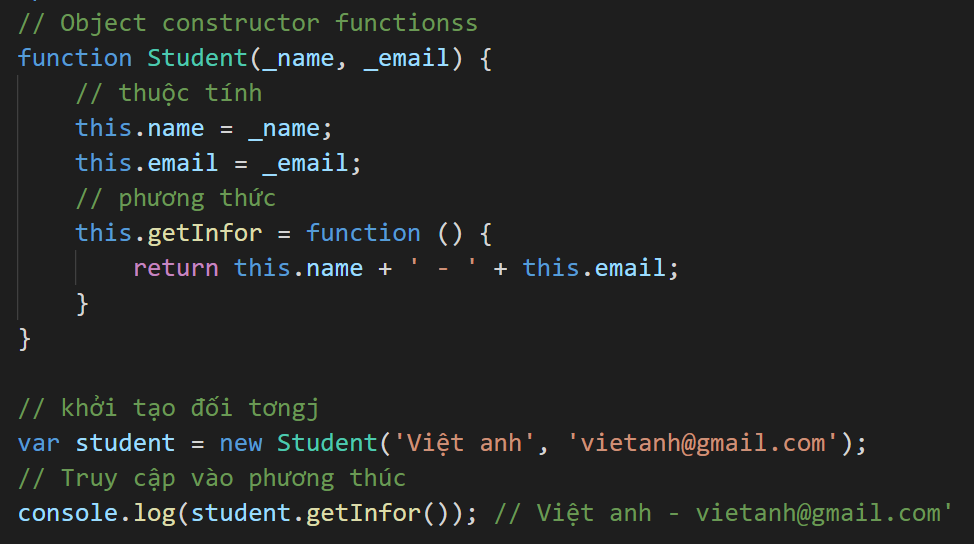 // Object constructor functionss
function Student(_name, _email) {
// thuộc tính
this.name = _name;
this.email = _email;
// phương thức
this.getInfor = function () {
return this.name + ' - ' + this.email;
}
}
// khởi tạo đối tơngj
var student = new Student('Việt anh', 'vietanh@gmail.com');
// Truy cập vào phương thúc
console.log(student.getInfor()); // Việt anh - vietanh@gmail.com'